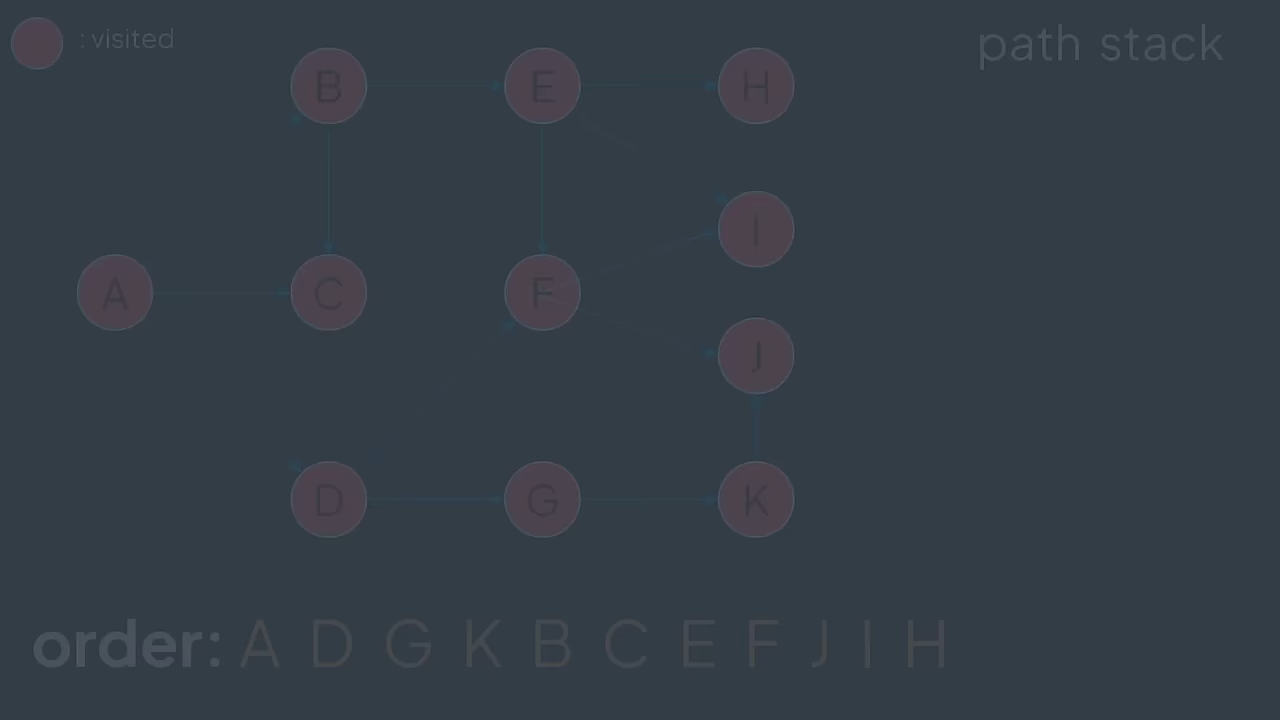 : visited
path stack
B E H
I
A C F
J
D G K
order: A D G K B C E F J I H